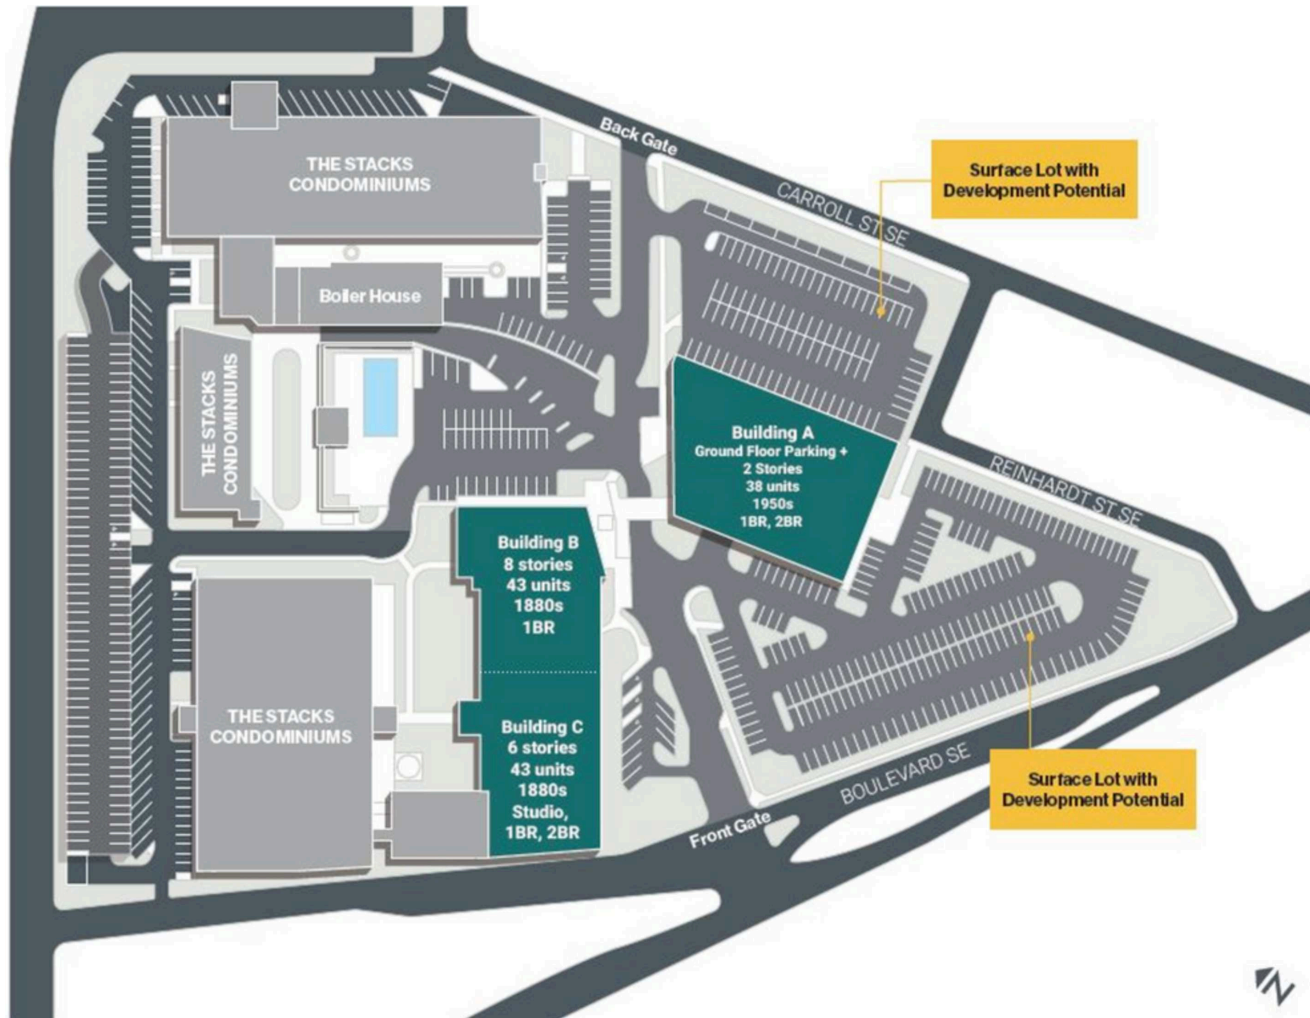 Back Gate
CARROLL ST SE
Surface Lot with
Development Potential
THE STACKS
CONDOMINIUMS
Boiler House
THE STACKS
CONDOMINIUMS
Building A
Ground Floor Parking +
2 Stories
38 units
1950s
1BR, 2BR
REINHARDT ST SE
Building B
8 stories
43 units
1880s
1BR
THE STACKS
CONDOMINIUMS
Building C
6 stories
43 units
1880s
Studio,
1BR, 2BR
BOULEVARD SE
Surface Lot with
Development Potential
Front Gate
N